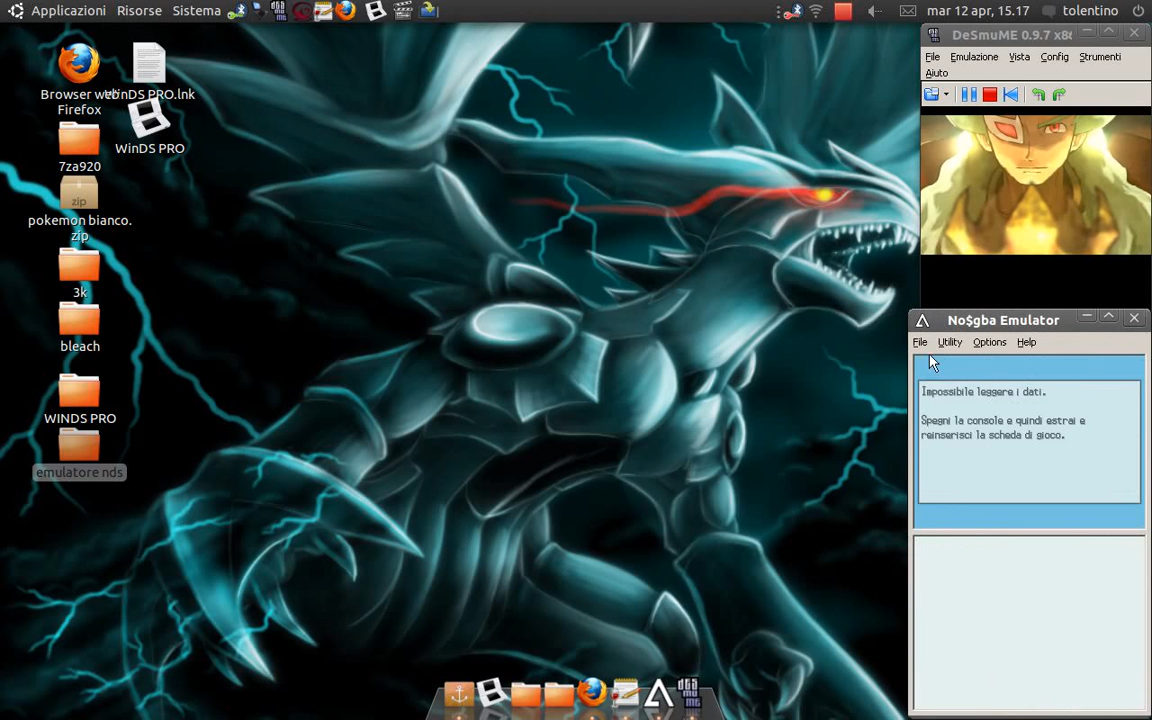 Applicazioni Risorse Sistema
mar 12 apr, 15.17 tolentino
Browser web
Firefox
WinDS PRO.lnk
WinDS PRO
7za920
zip
pokemon bianco.
zip
3k
bleach
WINDS PRO
emulatore nds
DeSmuME 0.9.7 x86
File Emulazione Vista Config Strumenti
Aiuto
No$gba Emulator
File Utility Options Help
Impossibile leggere i dati.
Spegni la console e quindi estrai e
reinserisci la scheda di gioco.